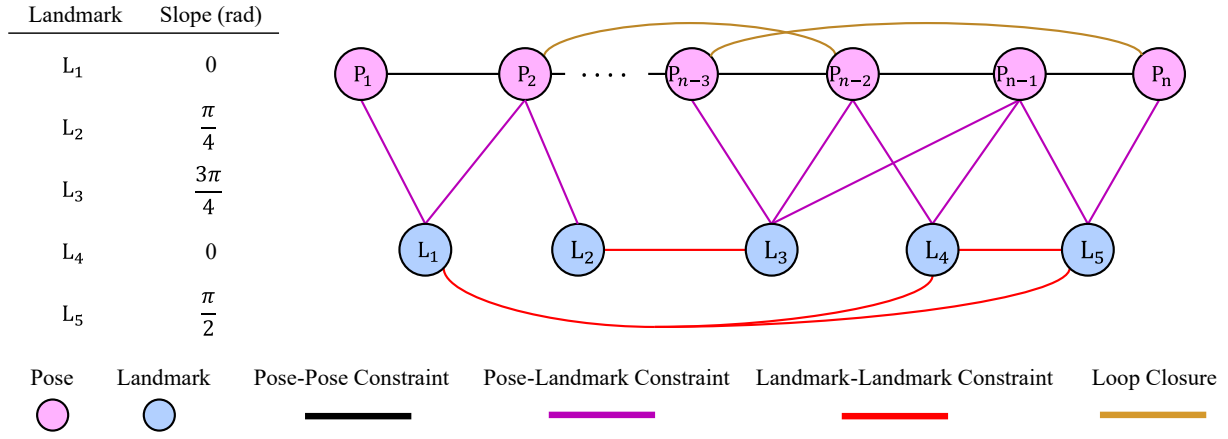 Landmark Slope (rad)
L₁ 0
L₂ π/4
L₃ 3π/4
L₄ 0
L₅ π/2
P₁ P₂ .... Pₙ₋₃ Pₙ₋₂ Pₙ₋₁ Pₙ
L₁ L₂ L₃ L₄ L₅
Pose Landmark Pose-Pose Constraint Pose-Landmark Constraint Landmark-Landmark Constraint Loop Closure